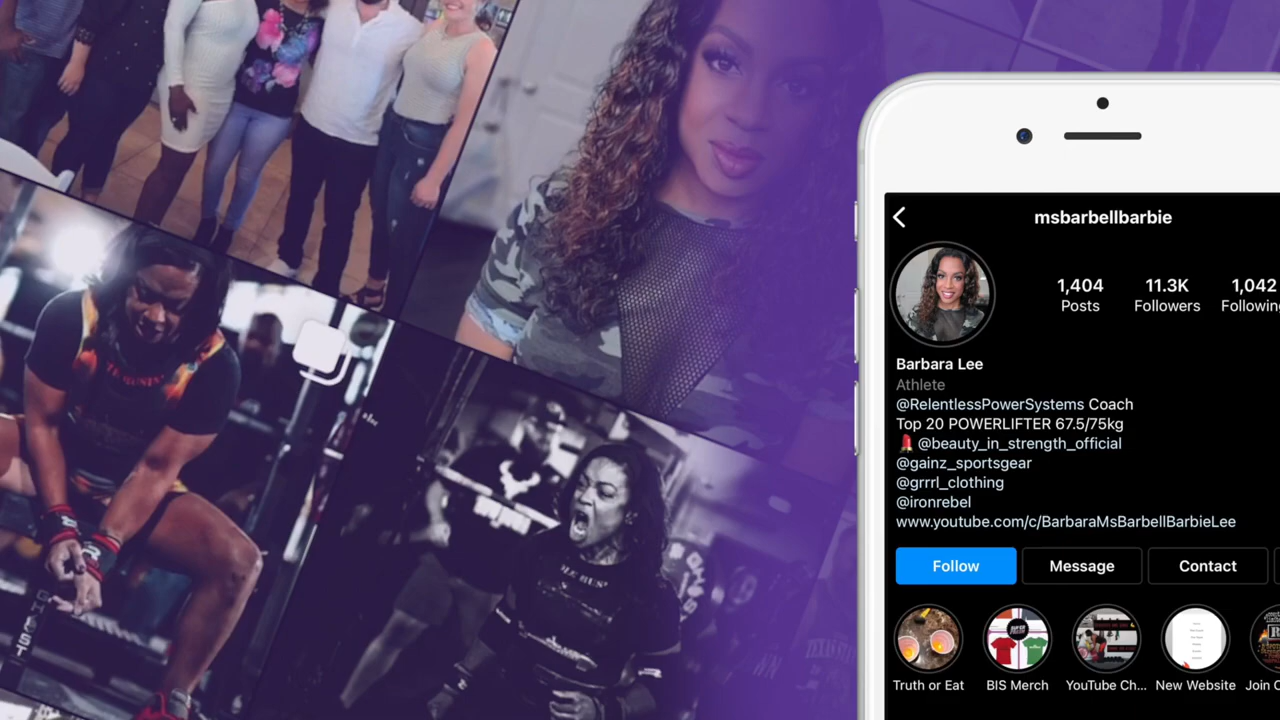 msbarbellbarbie
1,404
11.3K
1,042
Posts
Followers
Following
Barbara Lee
Athlete
@RelentlessPowerSystems Coach
Top 20 POWERLIFTER 67.5/75kg
💄 @beauty_in_strength_official
@gainz_sportsgear
@grrrl_clothing
@ironrebel
www.youtube.com/c/BarbaraMsBarbellBarbieLee
Follow
Message
Contact
Truth or Eat
BIS Merch
YouTube Ch...
New Website
Join
GHOST